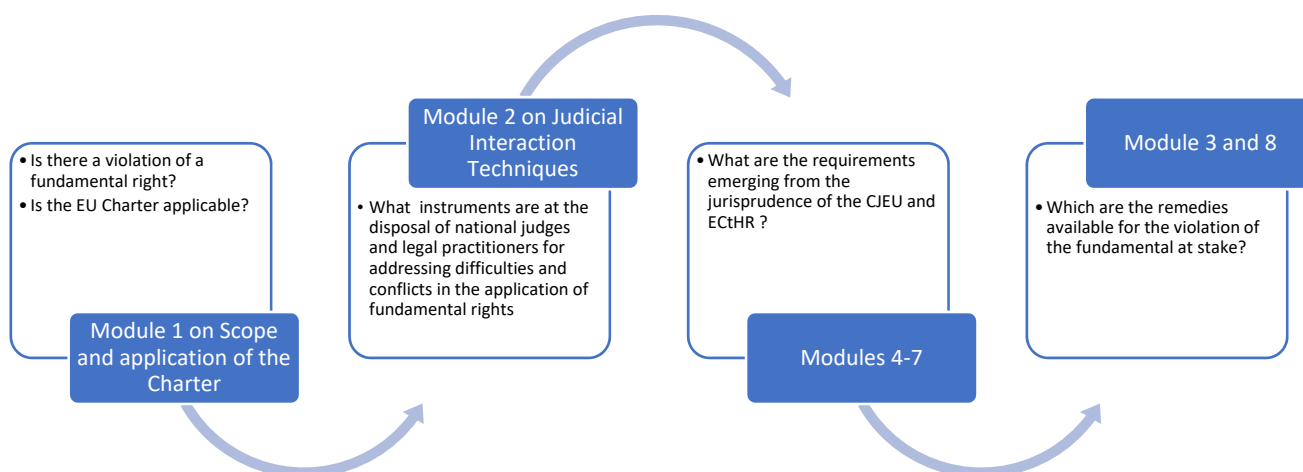 • Is there a violation of a
fundamental right?
• Is the EU Charter applicable?
Module 1 on Scope
and application of the
Charter
Module 2 on Judicial
Interaction
Techniques
• What  instruments are at the
disposal of national judges
and legal practitioners for
addressing difficulties and
conflicts in the application of
fundamental rights
• What are the requirements
emerging from the
jurisprudence of the CJEU and
ECtHR ?
Modules 4-7
Module 3 and 8
• Which are the remedies
available for the violation of
the fundamental at stake?